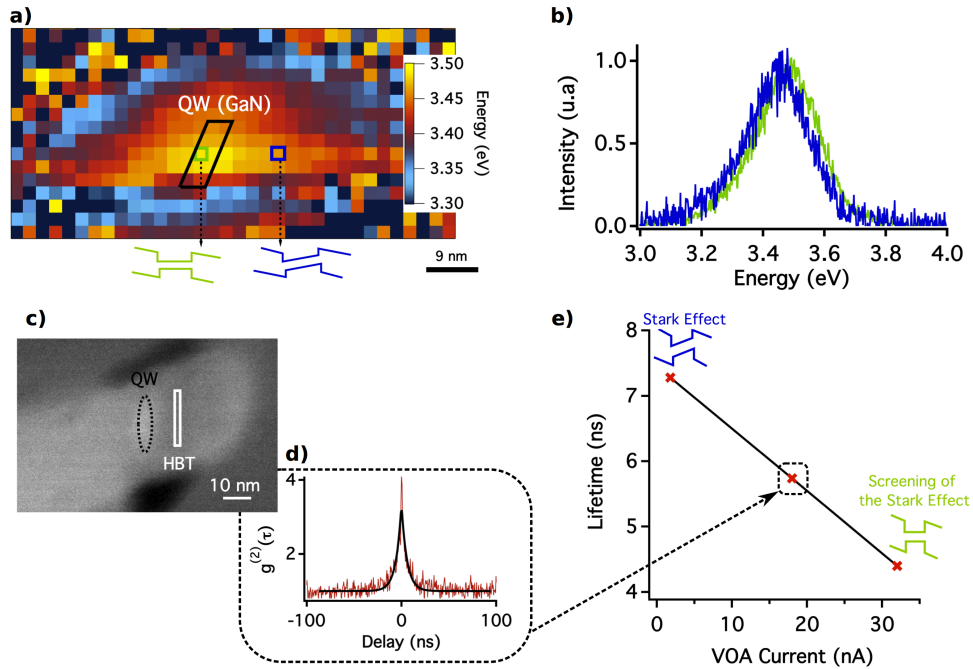 a)
QW (GaN)
3.50
3.45
3.40
3.35
3.30
Energy (eV)
9 nm
b)
1.0
0.5
0.0
Intensity (u.a)
3.0 3.2 3.4 3.6 3.8 4.0
Energy (eV)
c)
QW
HBT
10 nm
d)
4
2
g(2)(τ)
-100 0 100
Delay (ns)
e)
Stark Effect
8
7
6
5
4
Lifetime (ns)
Screening of
the Stark Effect
0 10 20 30
VOA Current (nA)